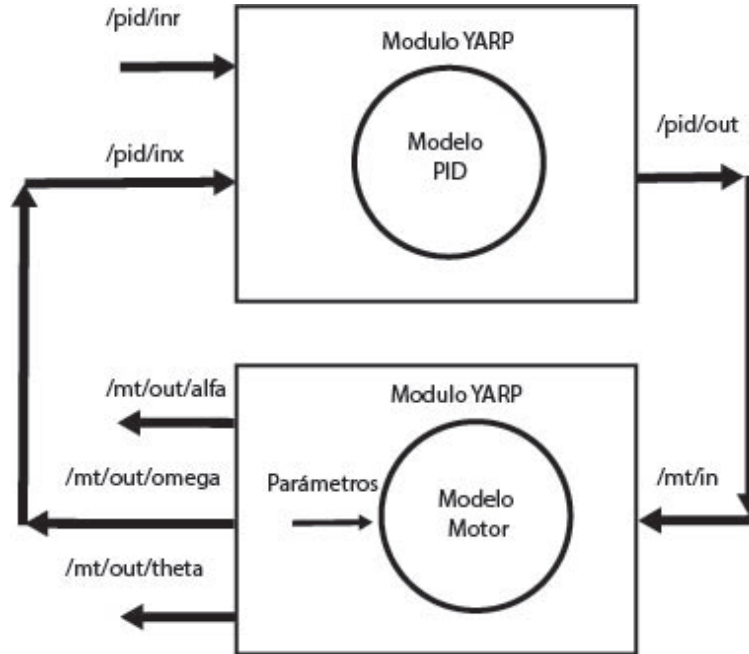 /pid/inr
Modulo YARP
Modelo
PID
/pid/out
/pid/inx
/mt/out/alfa
Modulo YARP
/mt/out/omega
Parámetros
Modelo
Motor
/mt/in
/mt/out/theta